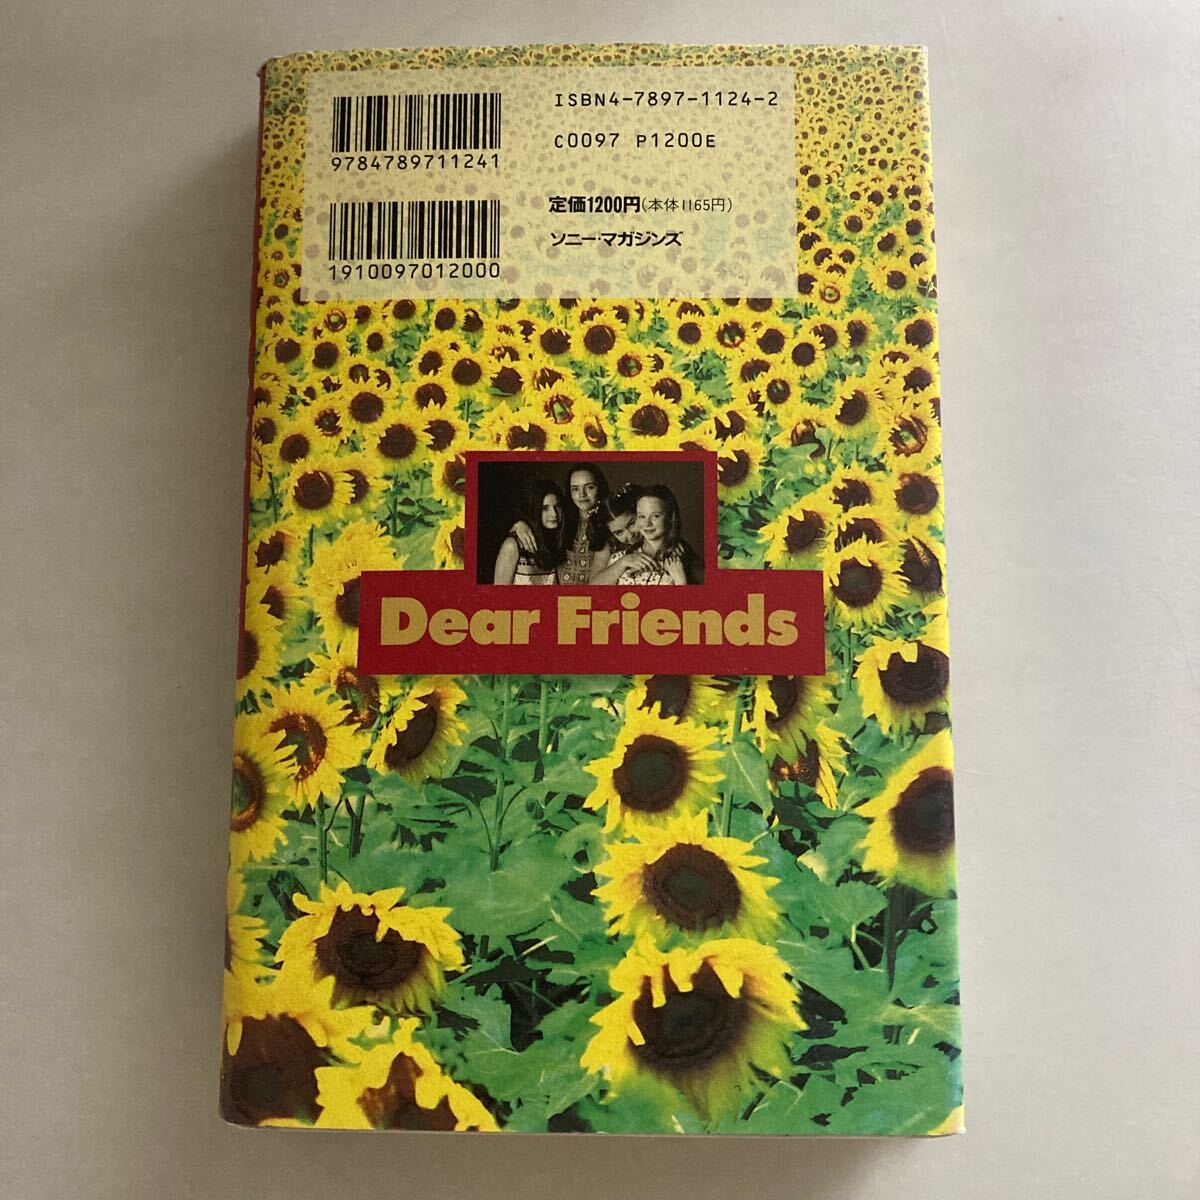 ISBN4-7897-1124-2
C0097 P1200E
9784789711241
定価1200円(本体1165円)
ソニー・マガジンズ
1910097012000
Dear Friends